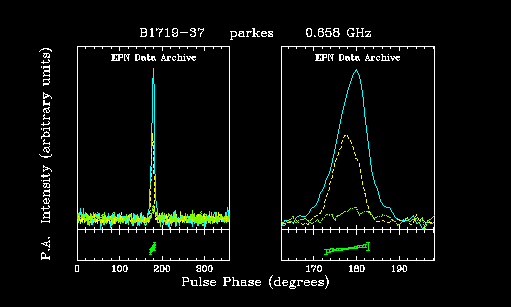 B1719-37 parkes 0.658 GHz
EPN Data Archive EPN Data Archive
P.A. Intensity (arbitrary units)
0 100 200 300 170 180 190
Pulse Phase (degrees)